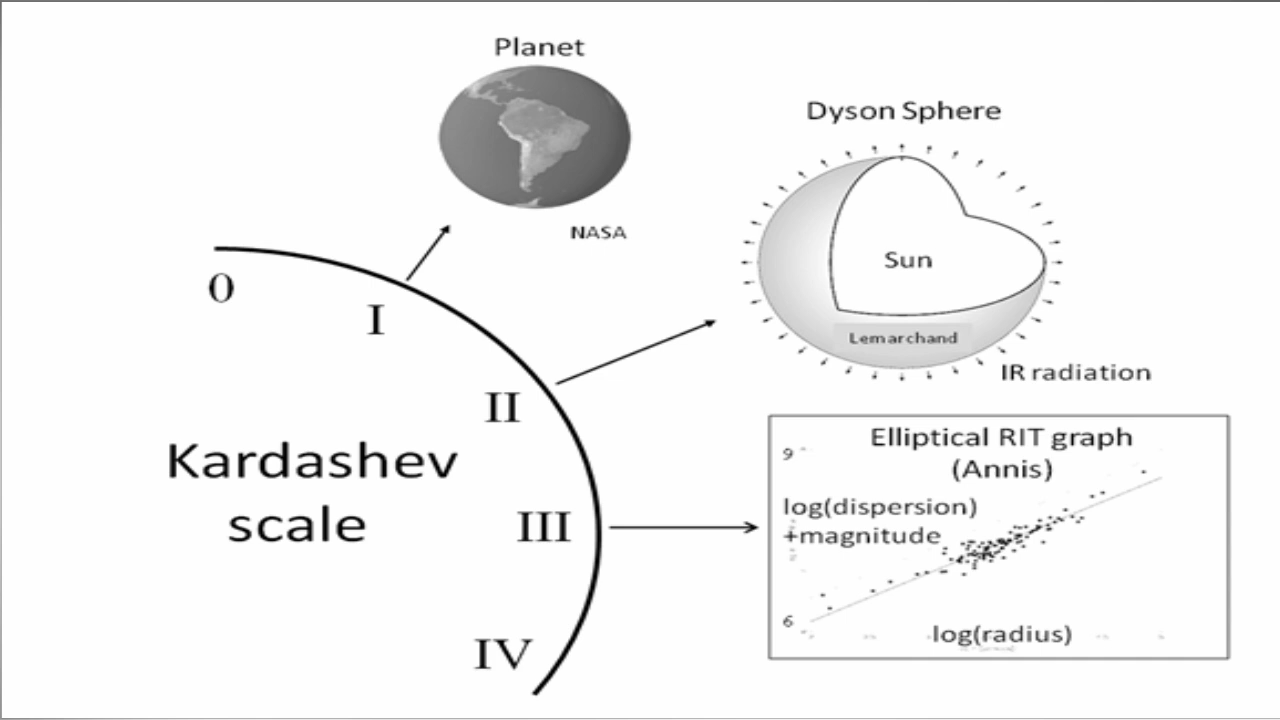 Planet
NASA
Dyson Sphere
Sun
Lemarchand
IR radiation
0
I
II
III
IV
Kardashev
scale
Elliptical RIT graph
(Annis)
9
log(dispersion)
+magnitude
6
log(radius)